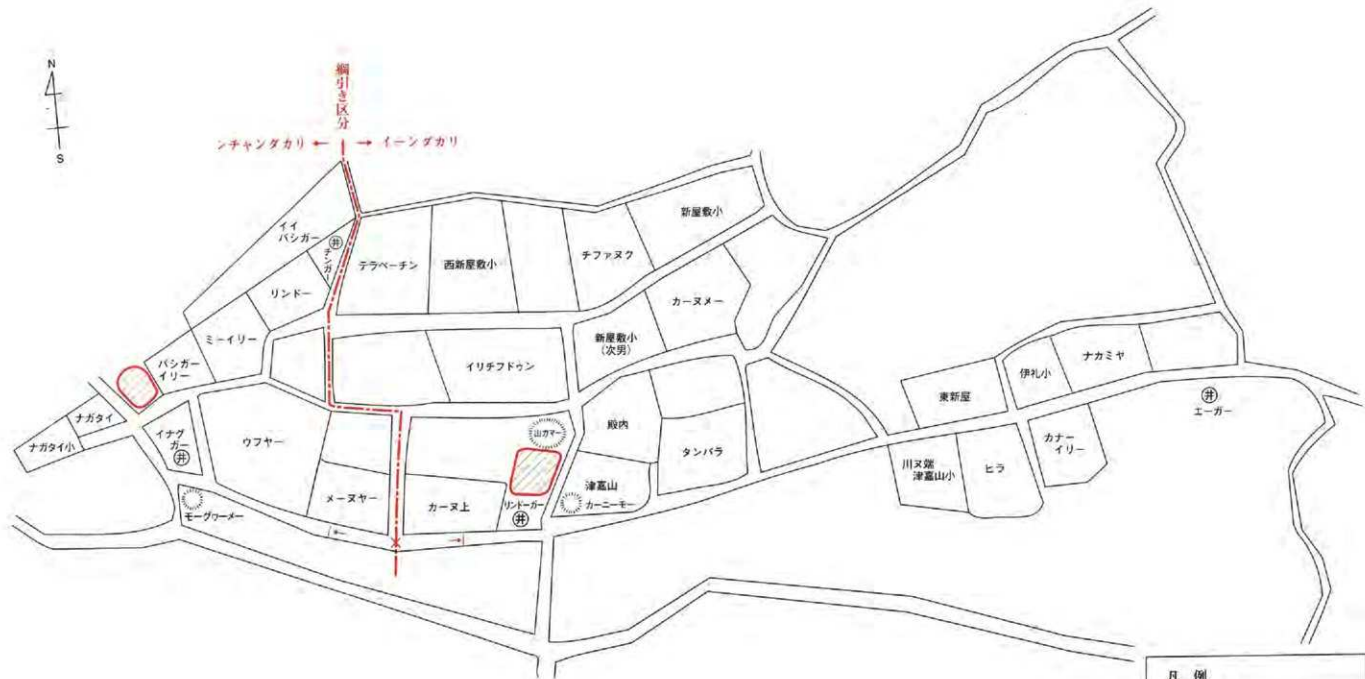 N
S
綱引き区分
ンチャンダカリ ← → イーンダカリ
イイ
バシガー
井
チンガー
テラベーチン
西新屋敷小
チファヌク
新屋敷小
リンドー
カーヌメー
ミーイリー
新屋敷小
(次男)
バシガー
イリー
イリチフドゥン
ナカミヤ
伊礼小
東新屋
井
エーガー
ナガタイ
ナガタイ小
イナグ
ガー
井
ウフヤー
山ガマー
殿内
タンバラ
カナー
イリー
川ヌ端
津嘉山小
ヒラ
メーヌヤー
カーヌ上
リンドーガー
井
津嘉山
カーニーモー
モーグヮーメー
← →
凡 例